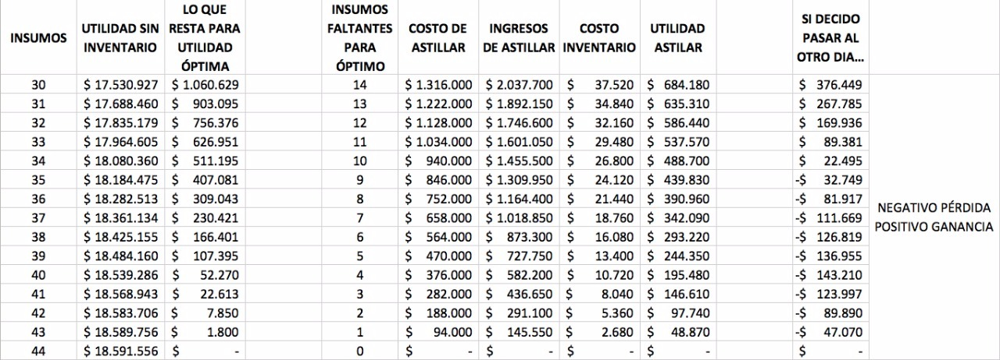 INSUMOS UTILIDAD SIN INVENTARIO LO QUE RESTA PARA UTILIDAD ÓPTIMA INSUMOS FALTANTES PARA ÓPTIMO COSTO DE ASTILLAR INGRESOS DE ASTILLAR COSTO INVENTARIO UTILIDAD ASTILAR SI DECIDO PASAR AL OTRO DIA...
30 $ 17.530.927 $ 1.060.629 14 $ 1.316.000 $ 2.037.700 $ 37.520 $ 684.180 $ 376.449
31 $ 17.688.460 $ 903.095 13 $ 1.222.000 $ 1.892.150 $ 34.840 $ 635.310 $ 267.785
32 $ 17.835.179 $ 756.376 12 $ 1.128.000 $ 1.746.600 $ 32.160 $ 586.440 $ 169.936
33 $ 17.964.605 $ 626.951 11 $ 1.034.000 $ 1.601.050 $ 29.480 $ 537.570 $ 89.381
34 $ 18.080.360 $ 511.195 10 $ 940.000 $ 1.455.500 $ 26.800 $ 488.700 $ 22.495
35 $ 18.184.475 $ 407.081 9 $ 846.000 $ 1.309.950 $ 24.120 $ 439.830 -$ 32.749
36 $ 18.282.513 $ 309.043 8 $ 752.000 $ 1.164.400 $ 21.440 $ 390.960 -$ 81.917
37 $ 18.361.134 $ 230.421 7 $ 658.000 $ 1.018.850 $ 18.760 $ 342.090 -$ 111.669
38 $ 18.425.155 $ 166.401 6 $ 564.000 $ 873.300 $ 16.080 $ 293.220 -$ 126.819
39 $ 18.484.160 $ 107.395 5 $ 470.000 $ 727.750 $ 13.400 $ 244.350 -$ 136.955
40 $ 18.539.286 $ 52.270 4 $ 376.000 $ 582.200 $ 10.720 $ 195.480 -$ 143.210
41 $ 18.568.943 $ 22.613 3 $ 282.000 $ 436.650 $ 8.040 $ 146.610 -$ 123.997
42 $ 18.583.706 $ 7.850 2 $ 188.000 $ 291.100 $ 5.360 $ 97.740 -$ 89.890
43 $ 18.589.756 $ 1.800 1 $ 94.000 $ 145.550 $ 2.680 $ 48.870 -$ 47.070
44 $ 18.591.556 $ - 0 $ - $ - $ - $ - $ -
NEGATIVO PÉRDIDA
POSITIVO GANANCIA